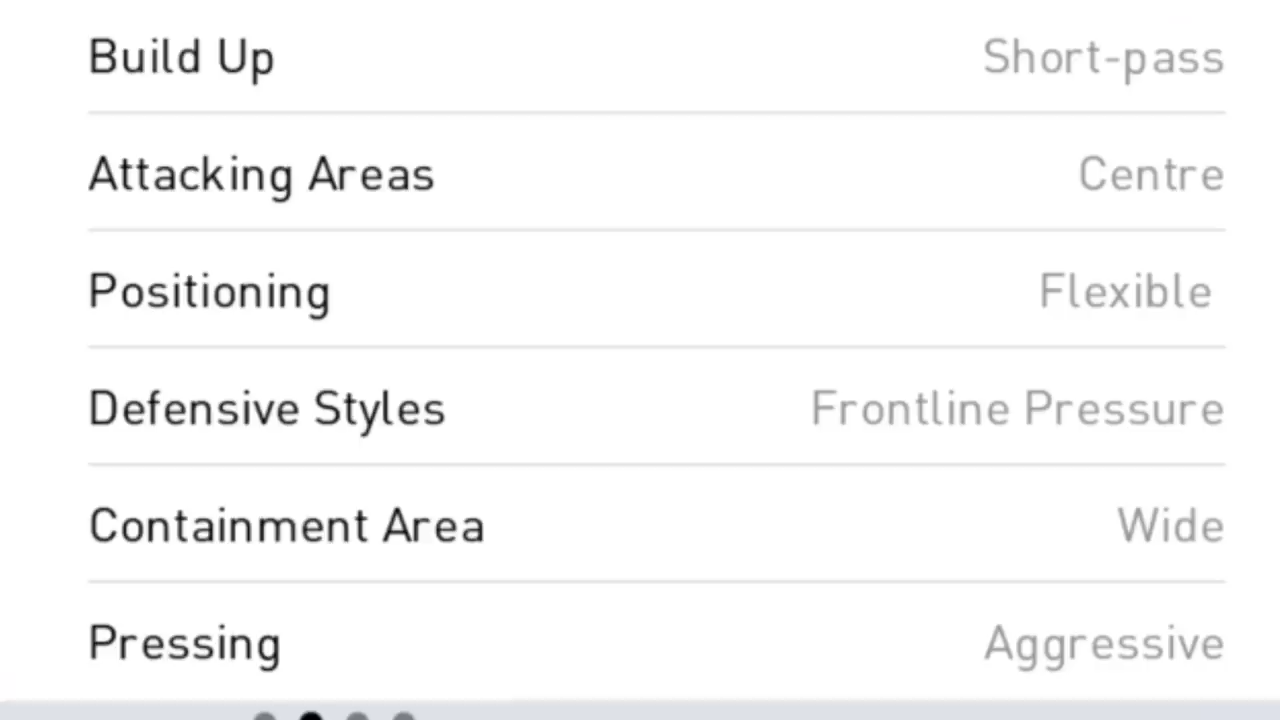 Build Up Short-pass
Attacking Areas Centre
Positioning Flexible
Defensive Styles Frontline Pressure
Containment Area Wide
Pressing Aggressive